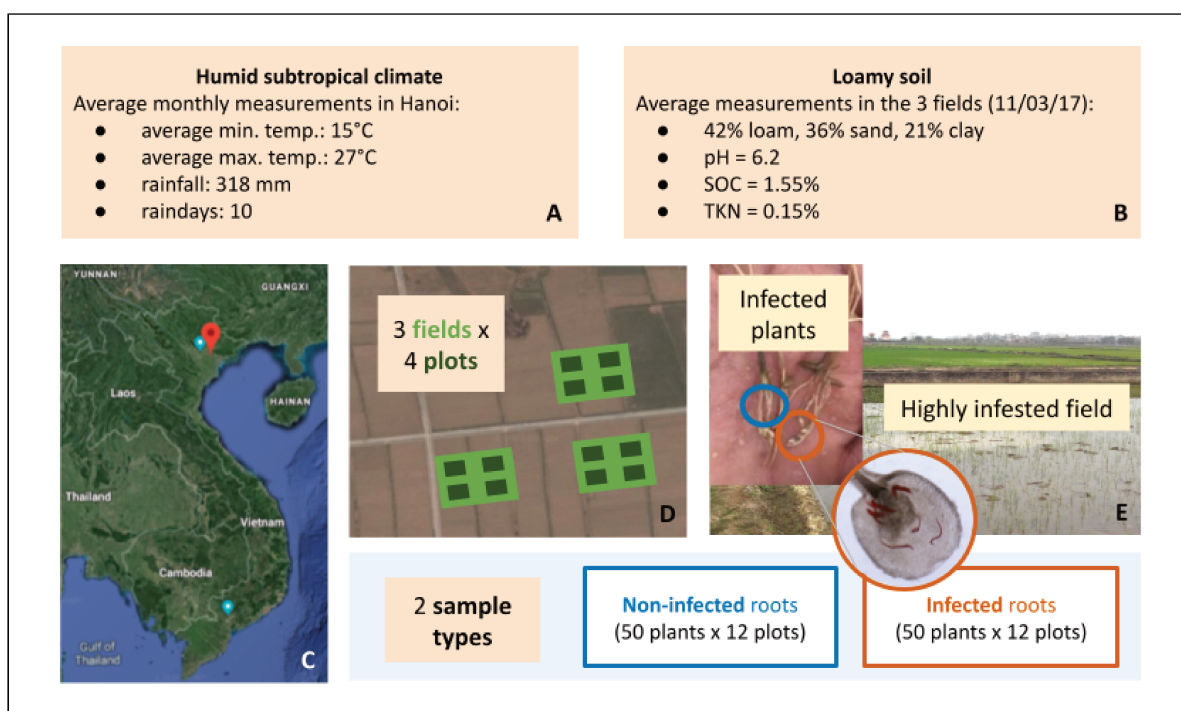 Humid subtropical climate
Average monthly measurements in Hanoi:
● average min. temp.: 15°C
● average max. temp.: 27°C
● rainfall: 318 mm
● raindays: 10
A
Loamy soil
Average measurements in the 3 fields (11/03/17):
● 42% loam, 36% sand, 21% clay
● pH = 6.2
● SOC = 1.55%
● TKN = 0.15%
B
YUNNAN
GUANGXI
Laos
HAINAN
Thailand
Vietnam
Cambodia
Gulf of
Thailand
C
3 fields x
4 plots
D
Infected
plants
Highly infested field
E
2 sample
types
Non-infected roots
(50 plants x 12 plots)
Infected roots
(50 plants x 12 plots)